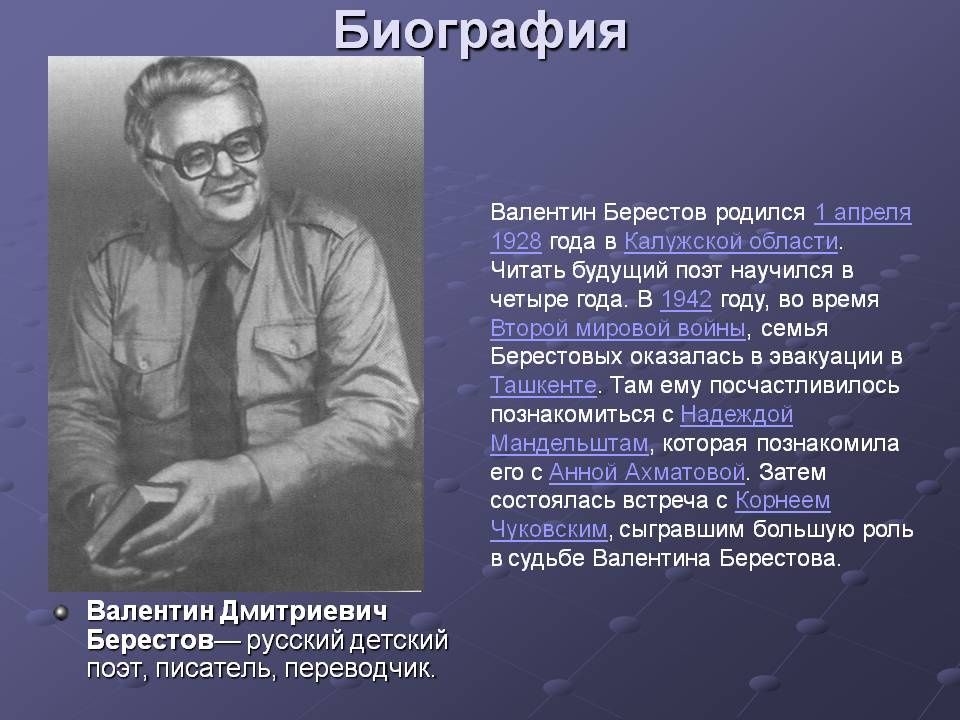 Биография
Валентин Берестов родился 1 апреля
1928 года в Калужской области.
Читать будущий поэт научился в
четыре года. В 1942 году, во время
Второй мировой войны, семья
Берестовых оказалась в эвакуации в
Ташкенте. Там ему посчастливилось
познакомиться с Надеждой
Мандельштам, которая познакомила
его с Анной Ахматовой. Затем
состоялась встреча с Корнеем
Чуковским, сыгравшим большую роль
в судьбе Валентина Берестова.
Валентин Дмитриевич
Берестов— русский детский
поэт, писатель, переводчик.